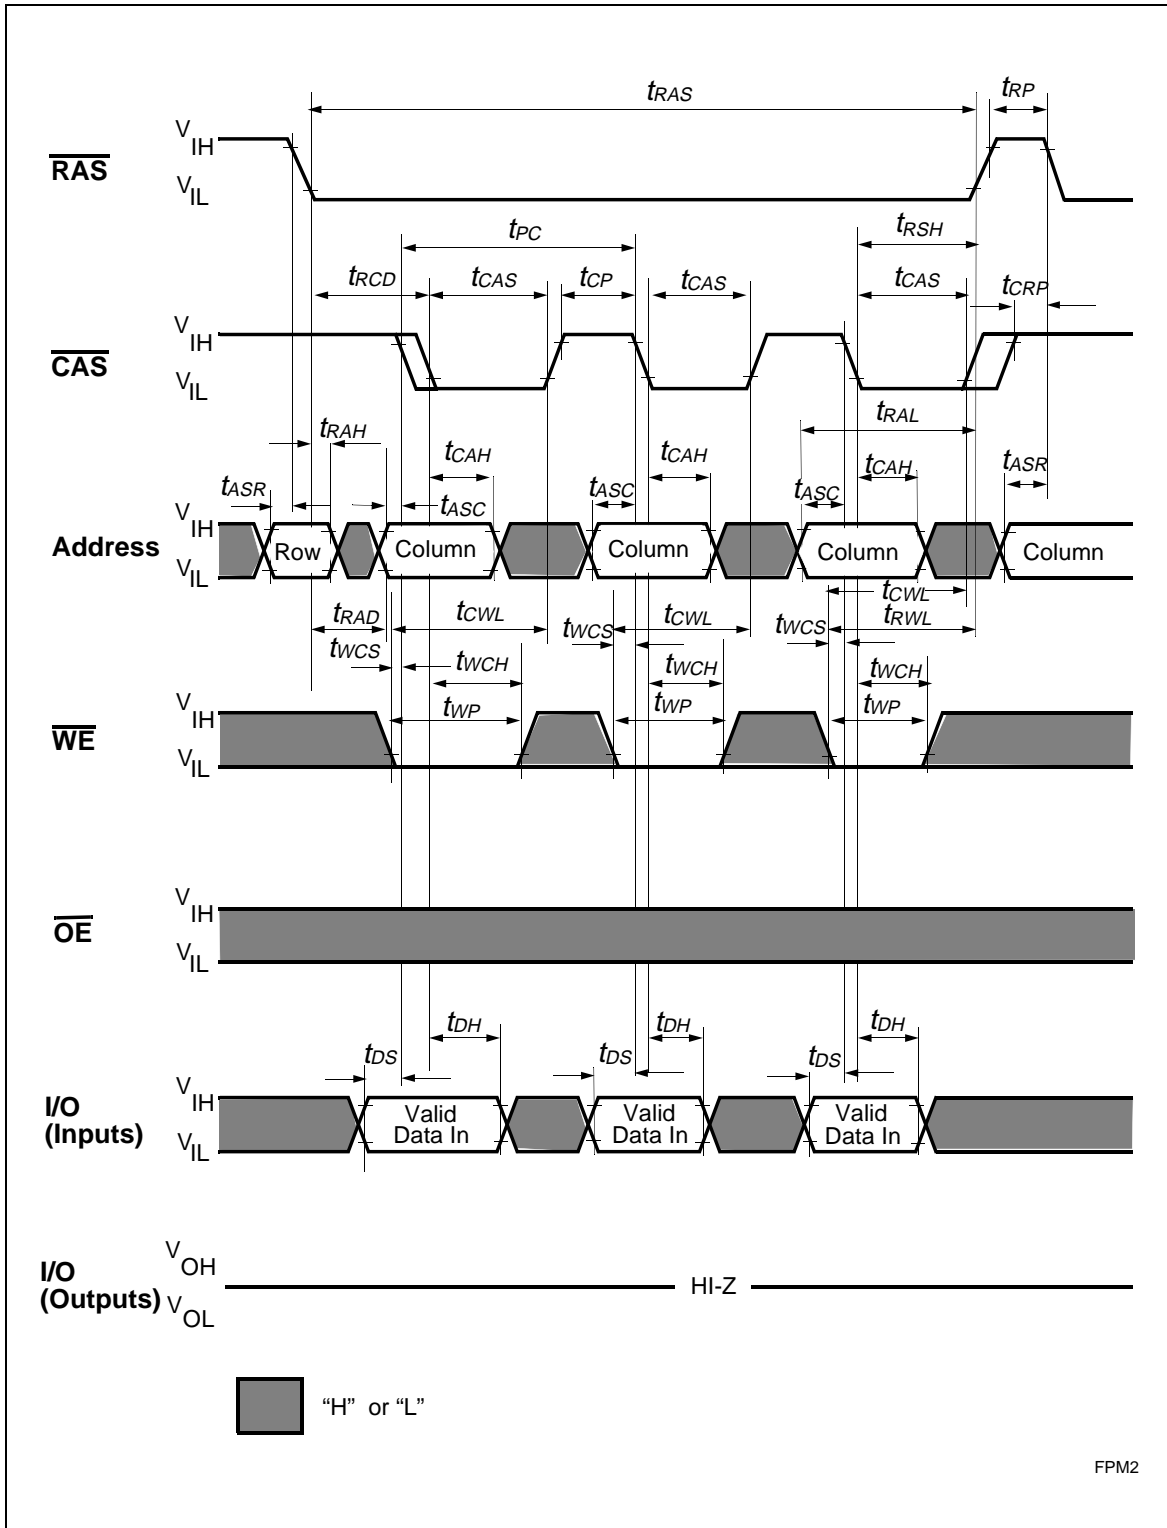 tRAS
tRP
VIH
RAS
VIL
tPC
tRSH
tRCD
tCAS
tCP
tCAS
tCAS
tCRP
VIH
CAS
VIL
tRAH
tRAL
tCAH
tCAH
tCAH
tASR
tASC
tASC
tASC
tASR
VIH
Address
VIL
Row
Column
Column
Column
Column
tCWL
tRAD
tCWL
tCWL
tRWL
tWCS
tWCS
tWCS
tWCH
tWCH
tWCH
tWP
tWP
tWP
VIH
WE
VIL
VIH
OE
VIL
tDH
tDH
tDH
tDS
tDS
tDS
VIH
I/O
(Inputs)
VIL
Valid
Data In
Valid
Data In
Valid
Data In
VOH
I/O
(Outputs)
VOL
HI-Z
“H” or “L”
FPM2